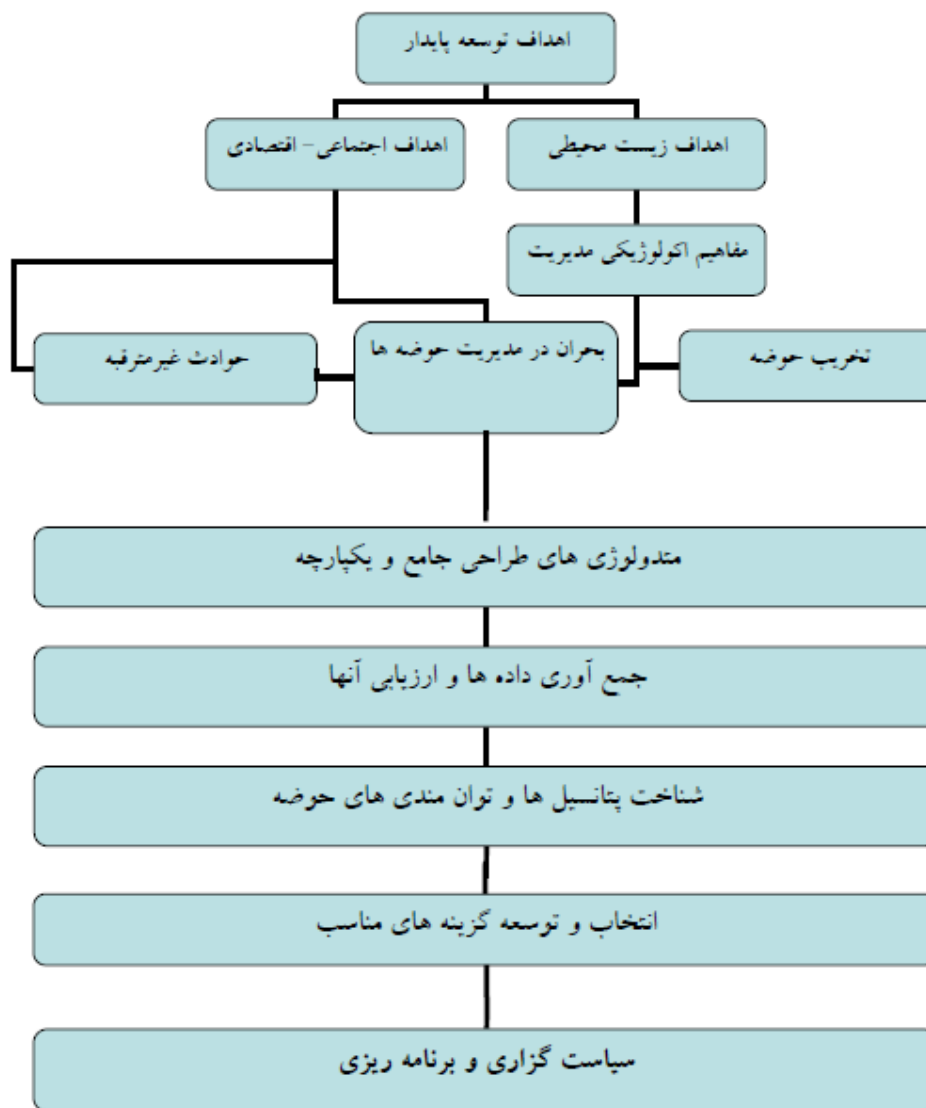 اهداف توسعه پایدار
اهداف زیست محیطی
اهداف اجتماعی- اقتصادی
مفاهیم اکولوژیکی مدیریت
تخریب حوضه
بحران در مدیریت حوضه ها
حوادث غیرمترقبه
متدولوژی های طراحی جامع و یکپارچه
جمع آوری داده ها و ارزیابی آنها
شناخت پتانسیل ها و توان مندی های حوضه
انتخاب و توسعه گزینه های مناسب
سیاست گزاری و برنامه ریزی